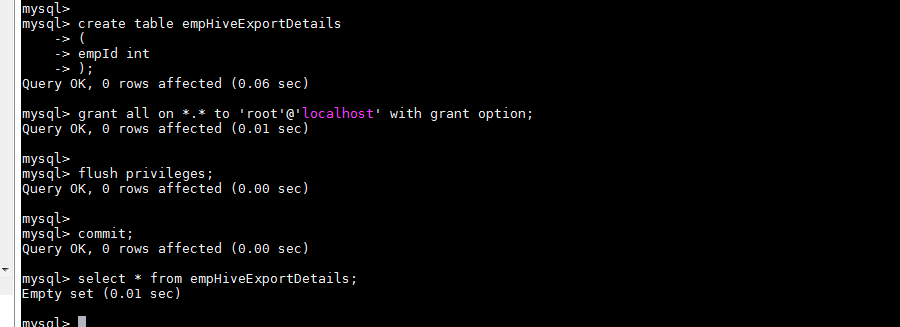 mysql>
mysql> create table empHiveExportDetails
-> (
-> empId int
-> );
Query OK, 0 rows affected (0.06 sec)
mysql> grant all on *.* to 'root'@'localhost' with grant option;
Query OK, 0 rows affected (0.01 sec)
mysql>
mysql> flush privileges;
Query OK, 0 rows affected (0.00 sec)
mysql>
mysql> commit;
Query OK, 0 rows affected (0.00 sec)
mysql> select * from empHiveExportDetails;
Empty set (0.01 sec)
mysql>